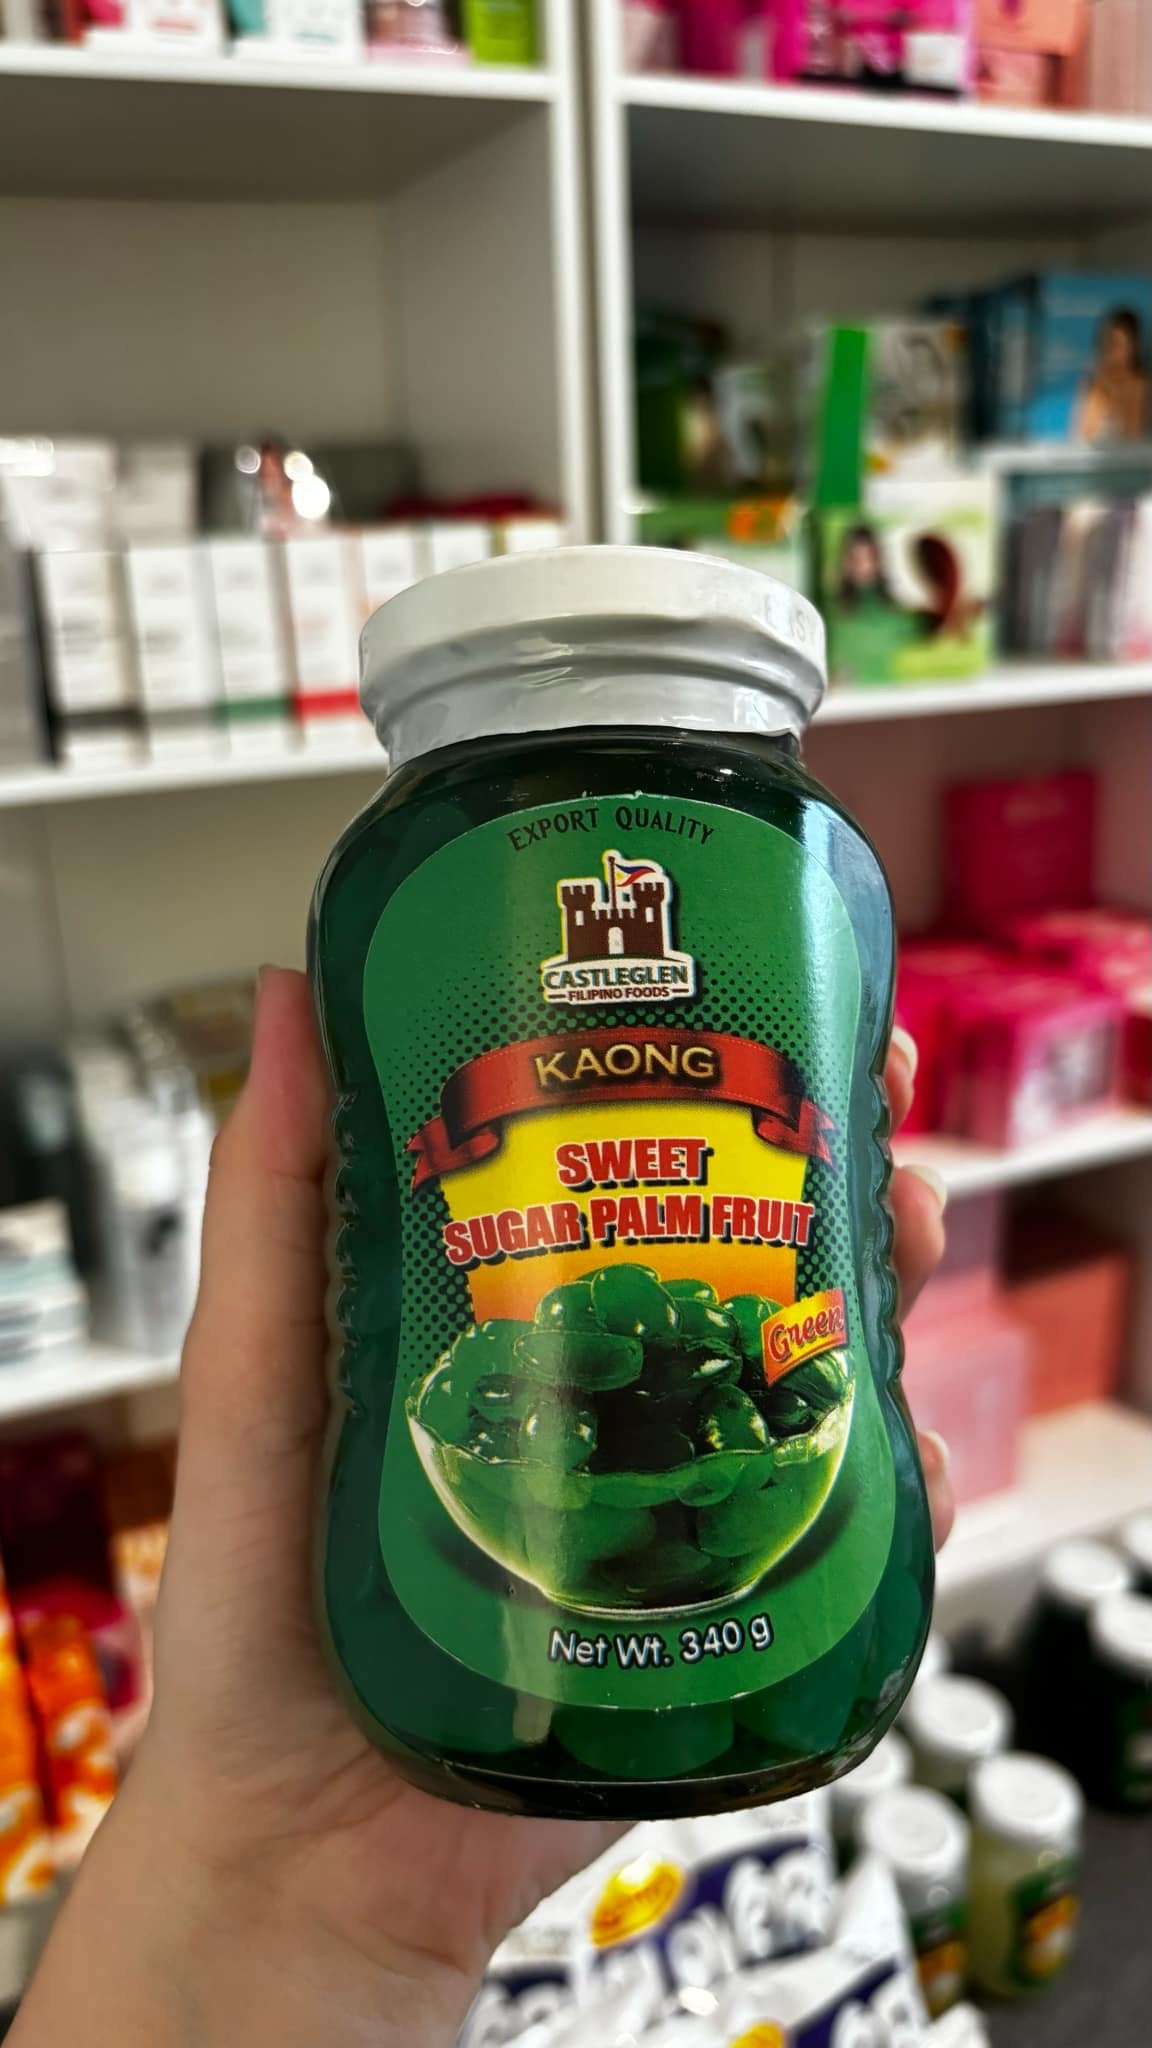 EXPORT QUALITY
CASTLEGLEN
FILIPINO FOODS
KAONG
SWEET
SUGAR PALM FRUIT
Green
Net Wt. 340 g